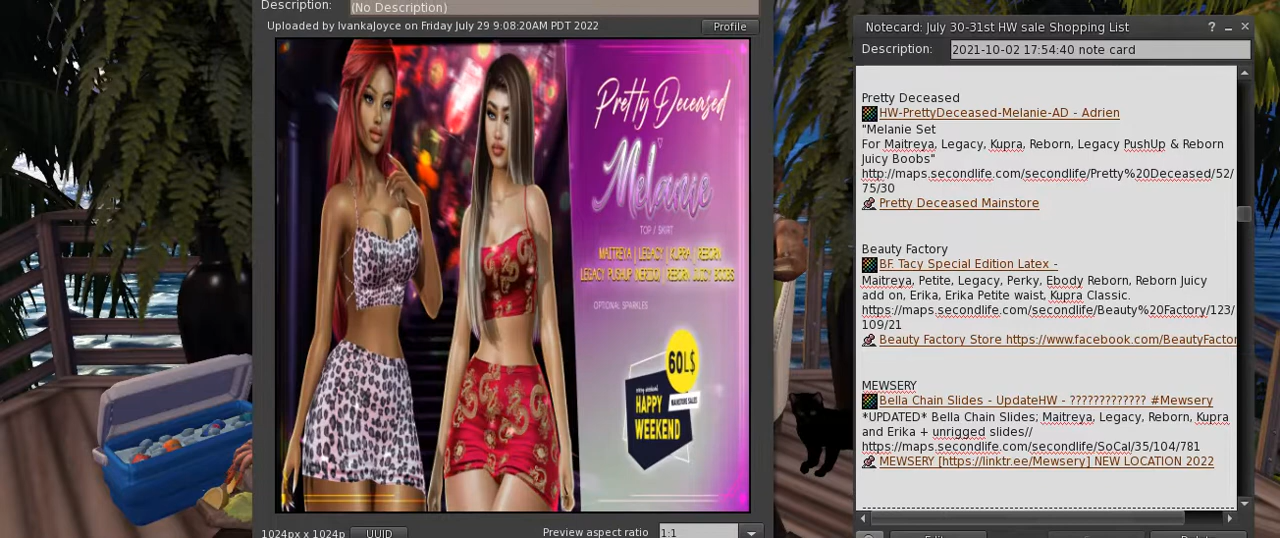 Description: (No Description)
Uploaded by IvankaJoyce on Friday July 29 9:08:20AM PDT 2022
Profile
Pretty Deceased
Melanie
TOP / SKIRT
MAITREYA | LEGACY | KUPRA | REBORN
LEGACY PUSHUP (NERIDO) | REBORN JUICY BOOBS
OPTIONAL SPARKLES
60L$
HAPPY
WEEKEND
MAINSTORE SALES
1024px x 1024p
UUID
Preview aspect ratio
1:1
Notecard: July 30-31st HW sale Shopping List
Description: 2021-10-02 17:54:40 note card
Pretty Deceased
HW-PrettyDeceased-Melanie-AD - Adrien
"Melanie Set
For Maitreya, Legacy, Kupra, Reborn, Legacy PushUp & Reborn
Juicy Boobs"
http://maps.secondlife.com/secondlife/Pretty%20Deceased/52/
75/30
Pretty Deceased Mainstore
Beauty Factory
BF. Tacy Special Edition Latex -
Maitreya, Petite, Legacy, Perky, Ebody Reborn, Reborn Juicy
add on, Erika, Erika Petite waist, Kupra Classic.
https://maps.secondlife.com/secondlife/Beauty%20Factory/123/
109/21
Beauty Factory Store https://www.facebook.com/BeautyFactor
MEWSERY
Bella Chain Slides - UpdateHW - ????????????? #Mewsery
*UPDATED* Bella Chain Slides; Maitreya, Legacy, Reborn, Kupra
and Erika + unrigged slides//
https://maps.secondlife.com/secondlife/SoCal/35/104/781
MEWSERY [https://linktr.ee/Mewsery] NEW LOCATION 2022